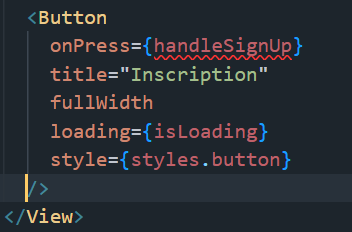 <Button
onPress={handleSignUp}
title="Inscription"
fullWidth
loading={isLoading}
style={styles.button}
/>
</View>